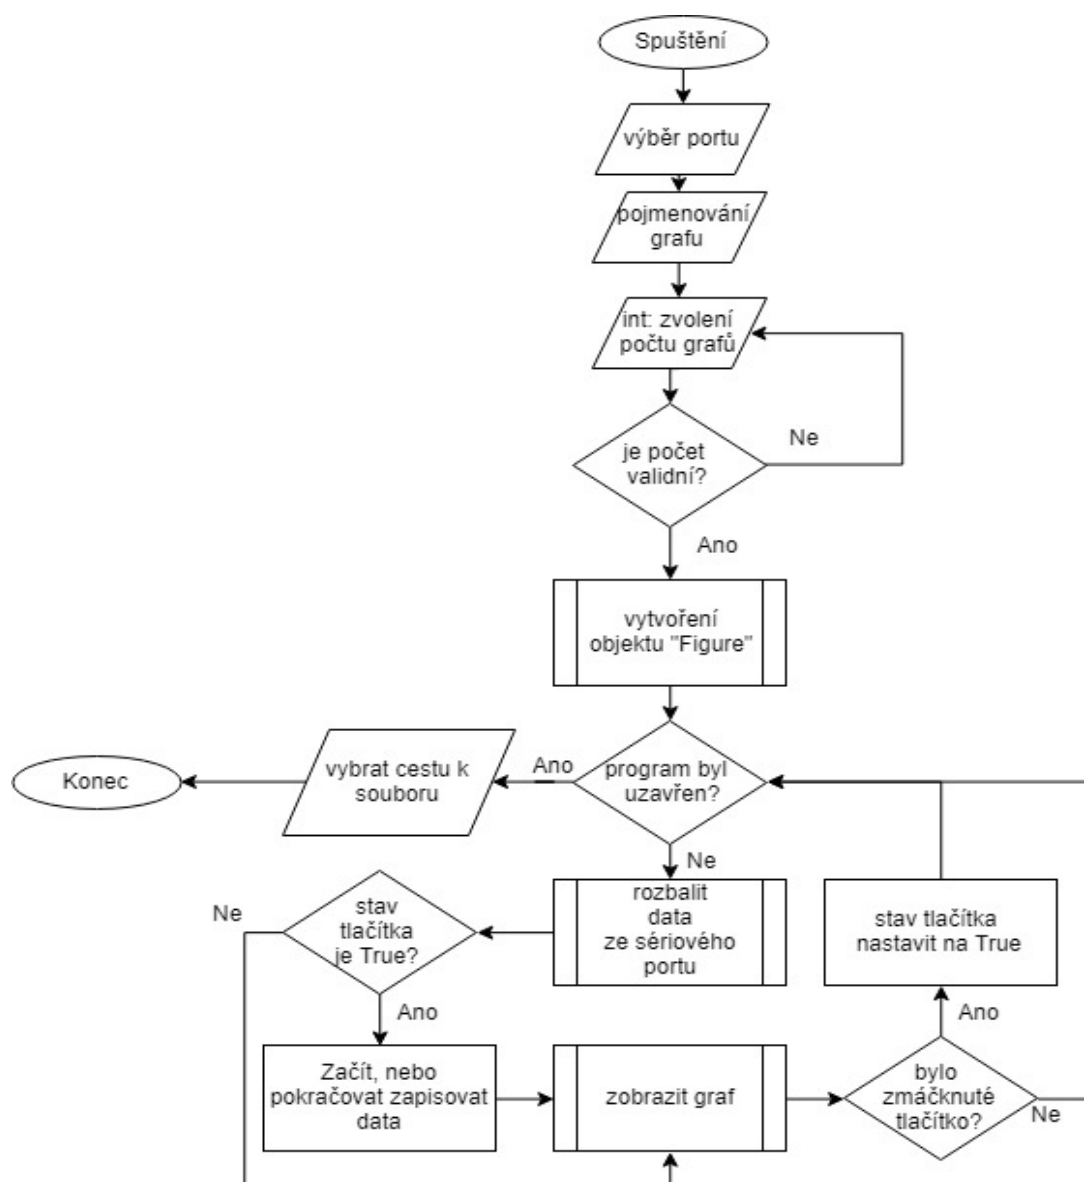 Spuštění
výběr portu
pojmenování
grafu
int: zvolení
počtu grafů
je počet
validní?
Ne
Ano
vytvoření
objektu "Figure"
program byl
uzavřen?
Ano
vybrat cestu k
souboru
Konec
Ne
rozbalit
data
ze sériového
portu
stav
tlačítka
je True?
Ne
Ano
Začít, nebo
pokračovat zapisovat
data
zobrazit graf
bylo
zmáčknuté
tlačítko?
Ne
Ano
stav tlačítka
nastavit na True